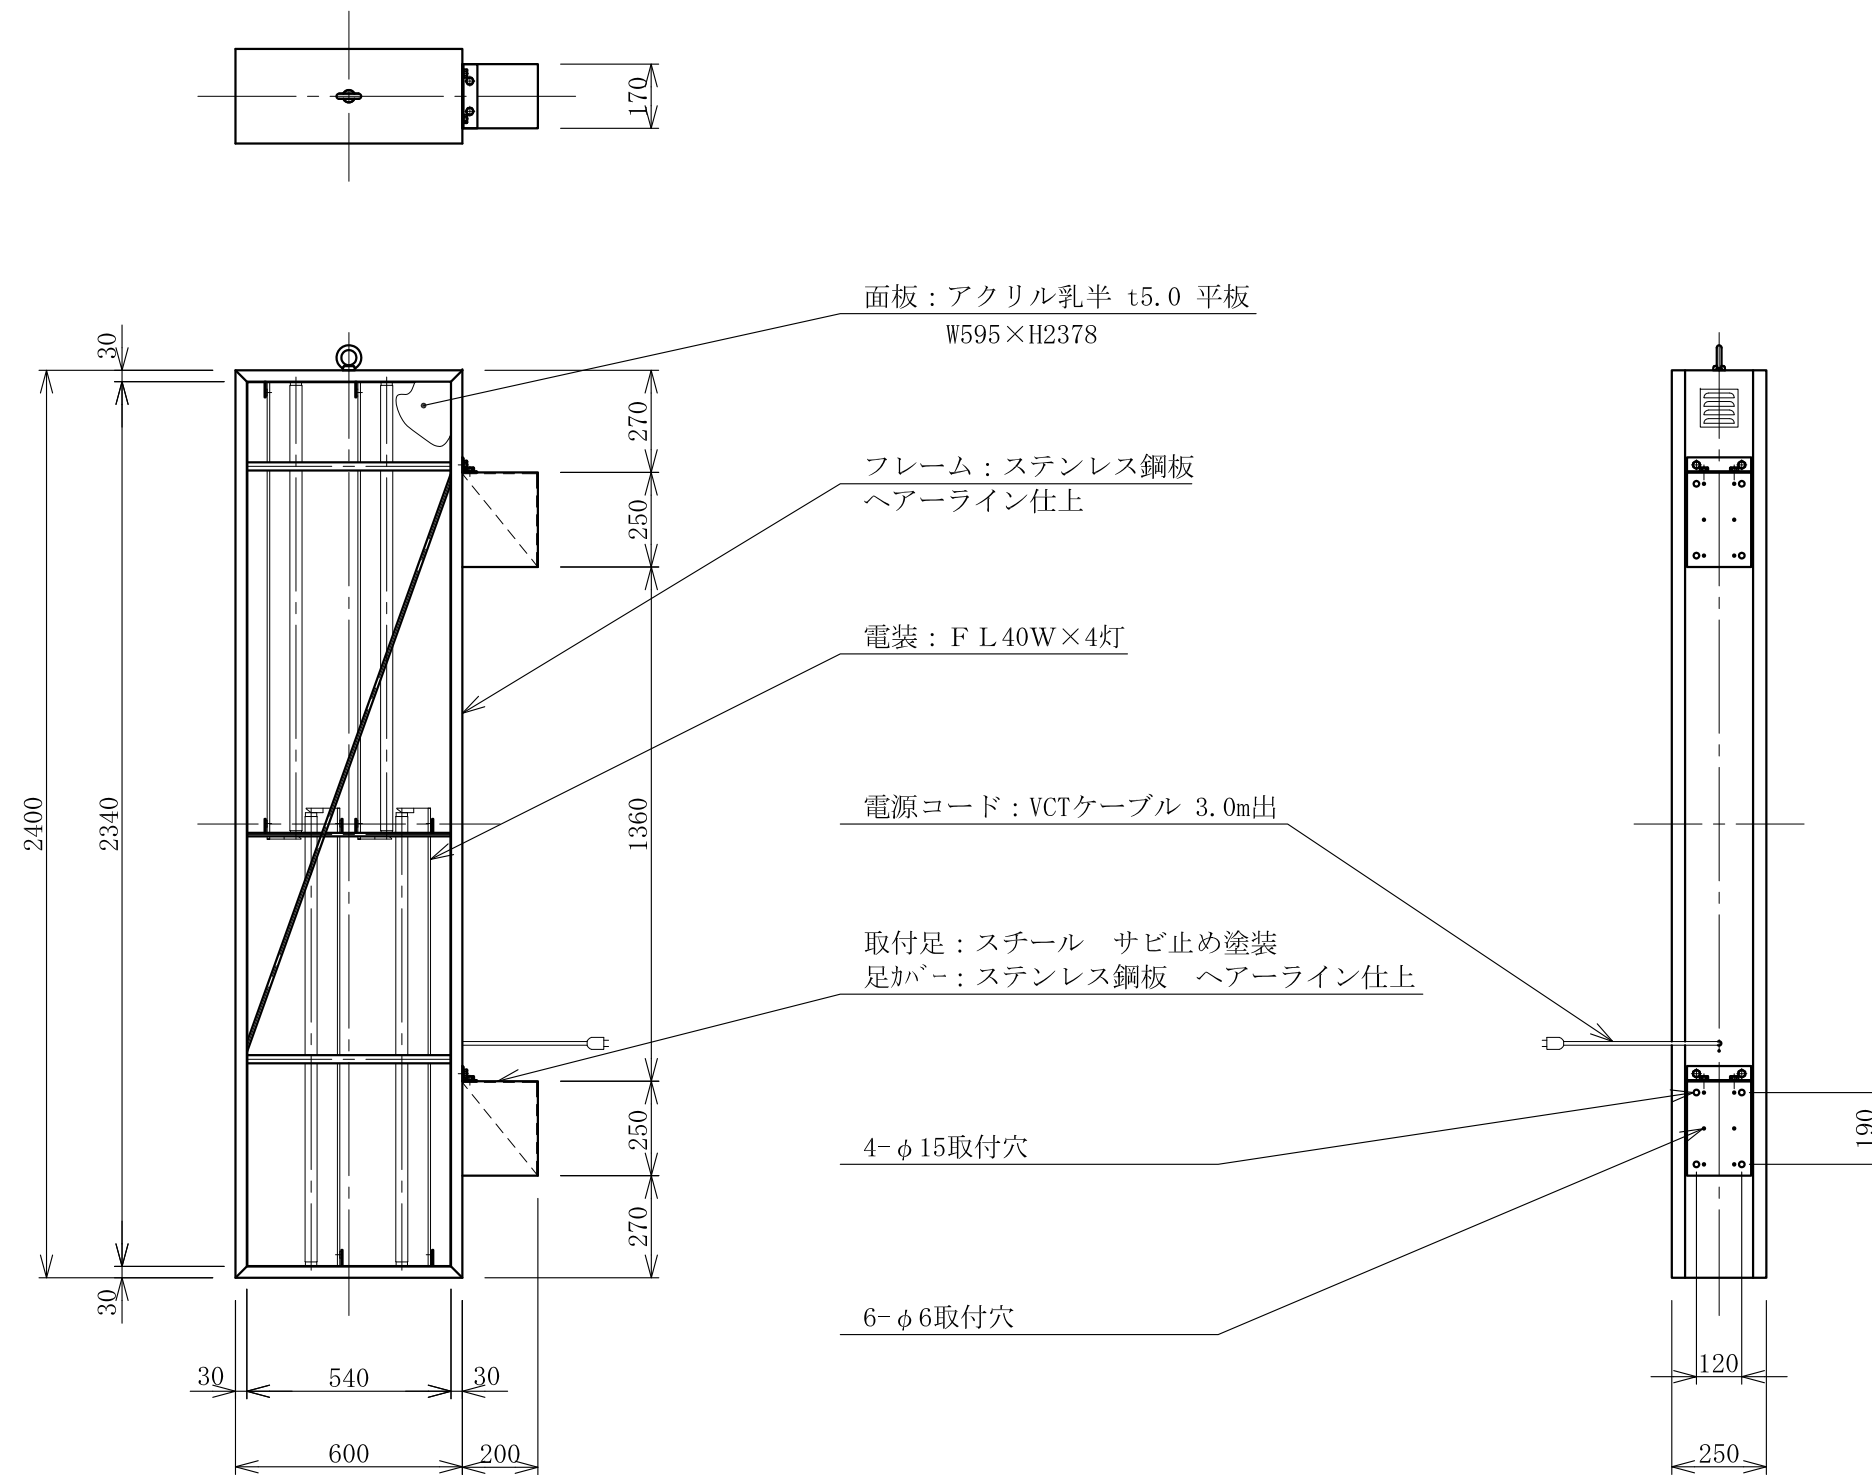 170
面板：アクリル乳半 t5.0 平板
W595×H2378
30
270
フレーム：ステンレス鋼板
ヘアーライン仕上
250
電装：ＦＬ40W×4灯
2400
2340
1360
電源コード：VCTケーブル 3.0m出
取付足：スチール　サビ止め塗装
足ｶﾊﾞｰ：ステンレス鋼板　ヘアーライン仕上
250
190
4-φ15取付穴
270
30
6-φ6取付穴
30
540
30
120
600
200
250